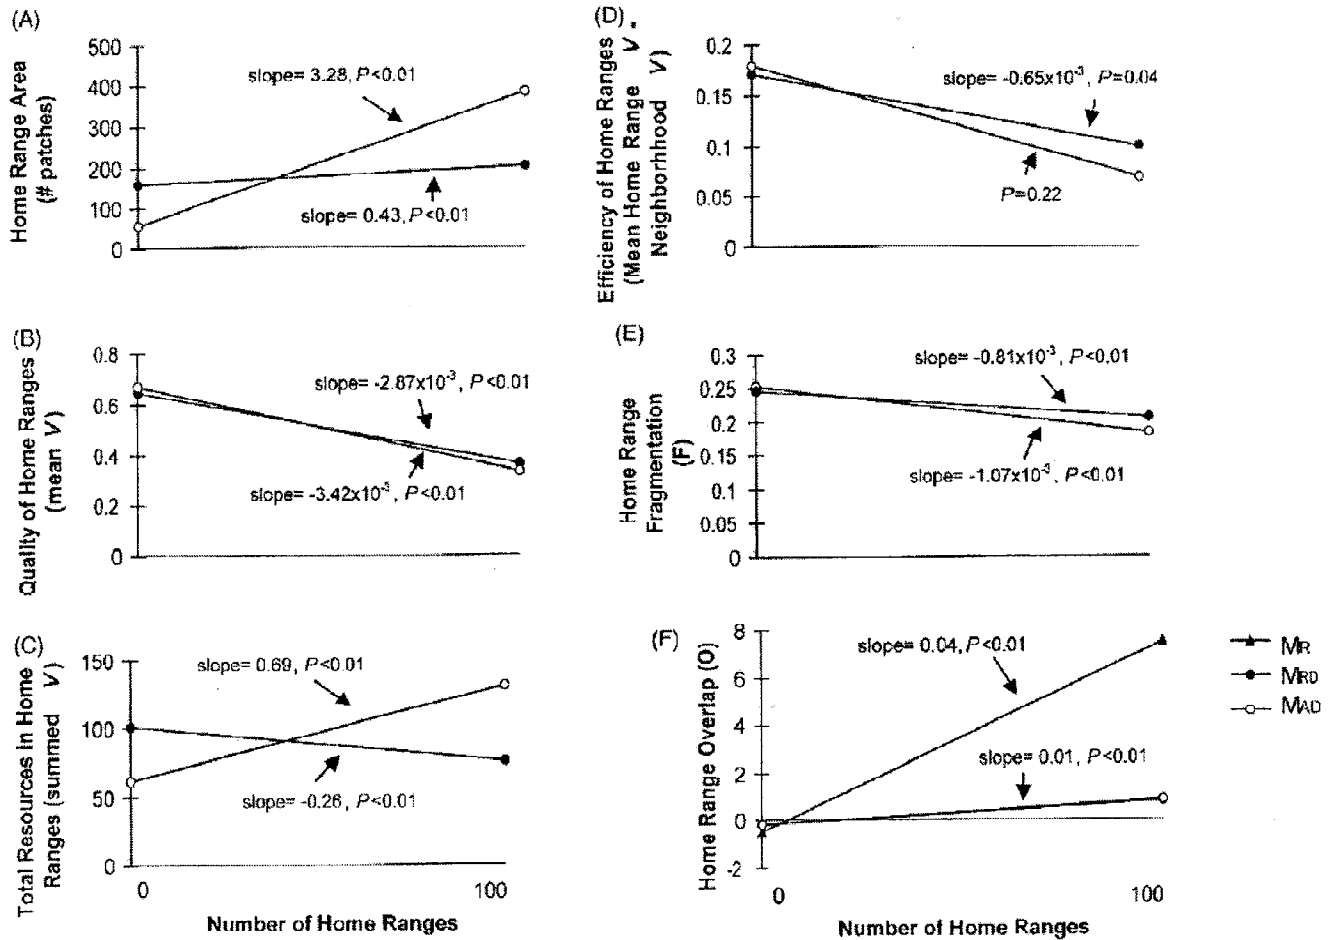 (A)
Home Range Area
(# patches)
500
400
300
200
100
0
slope= 3.28, P<0.01
slope= 0.43, P<0.01
(B)
Quality of Home Ranges
(mean V)
0.8
0.6
0.4
0.2
0
slope= -2.87x10-3, P<0.01
slope= -3.42x10-3, P<0.01
(C)
Total Resources in Home
Ranges (summed V)
150
100
50
0
slope= 0.69, P<0.01
slope= -0.26, P<0.01
0
100
Number of Home Ranges
(D)
Efficiency of Home Ranges
(Mean Home Range V -
Neighborhhood V)
0.2
0.15
0.1
0.05
0
slope= -0.65x10-3, P=0.04
P=0.22
(E)
Home Range
Fragmentation
(F)
0.3
0.25
0.2
0.15
0.1
0.05
0
slope= -0.81x10-3, P<0.01
slope= -1.07x10-3, P<0.01
(F)
Home Range Overlap (O)
8
6
4
2
0
-2
slope= 0.04, P<0.01
slope= 0.01, P<0.01
0
100
Number of Home Ranges
MR
MRD
MAD